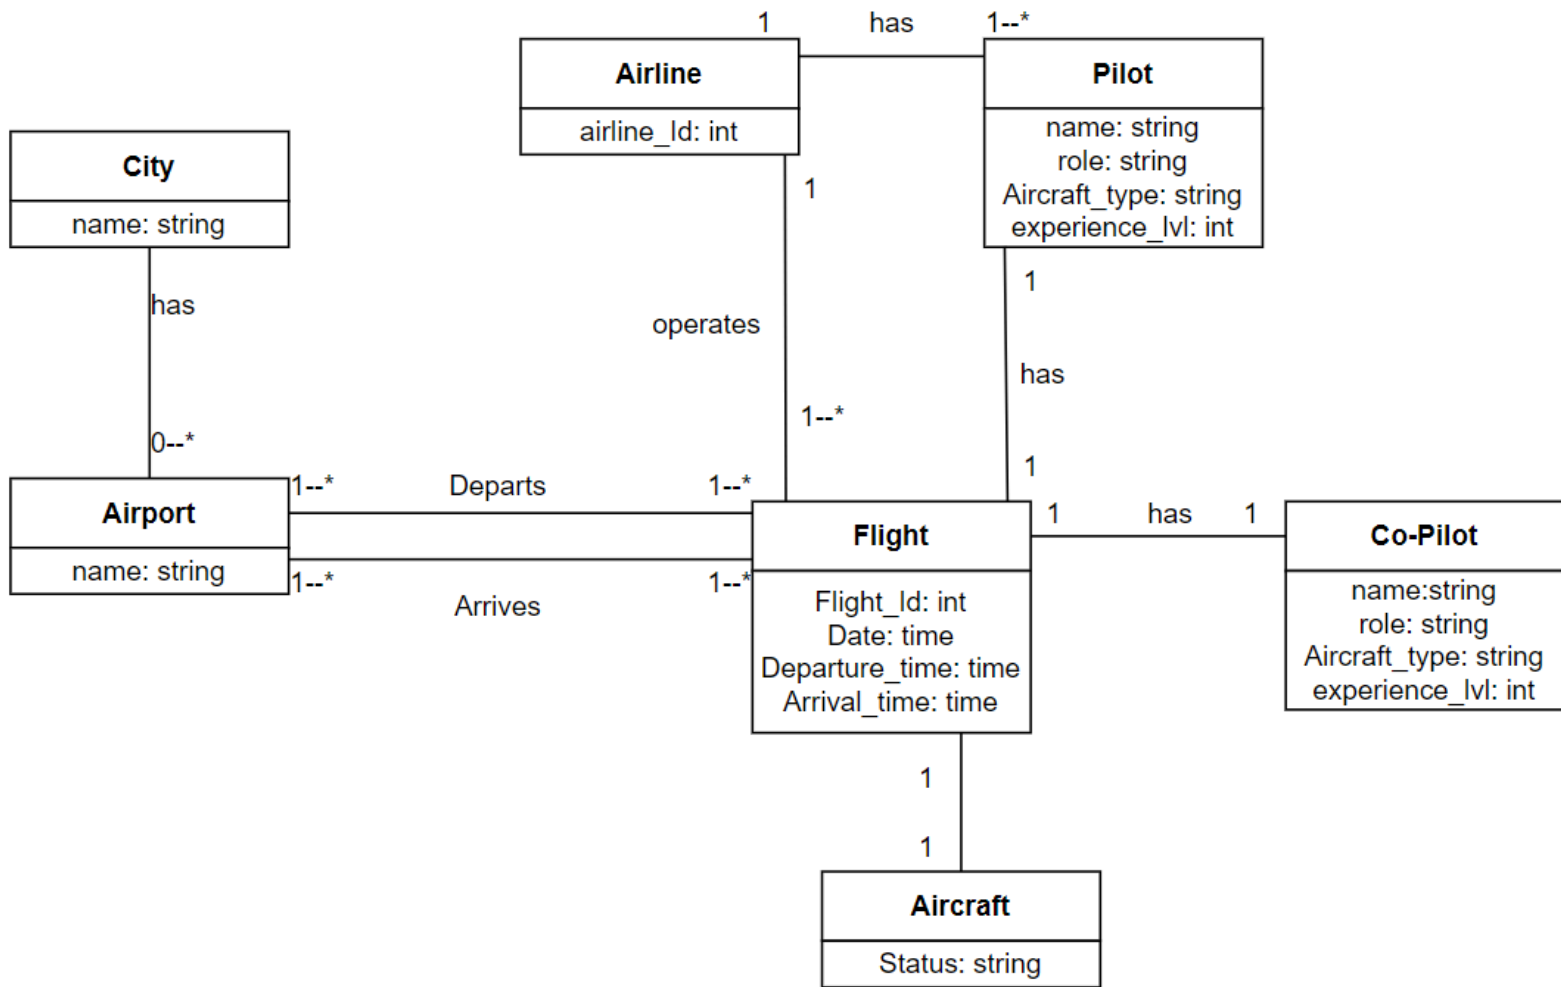 1 has 1--*
Airline
airline_Id: int
Pilot
name: string
role: string
Aircraft_type: string
experience_lvl: int
City
name: string
has
0--*
1
operates
1--*
1
has
1
Airport
name: string
1--* Departs 1--*
1--* Arrives 1--*
Flight
Flight_Id: int
Date: time
Departure_time: time
Arrival_time: time
1 has 1
Co-Pilot
name:string
role: string
Aircraft_type: string
experience_lvl: int
1
1
Aircraft
Status: string